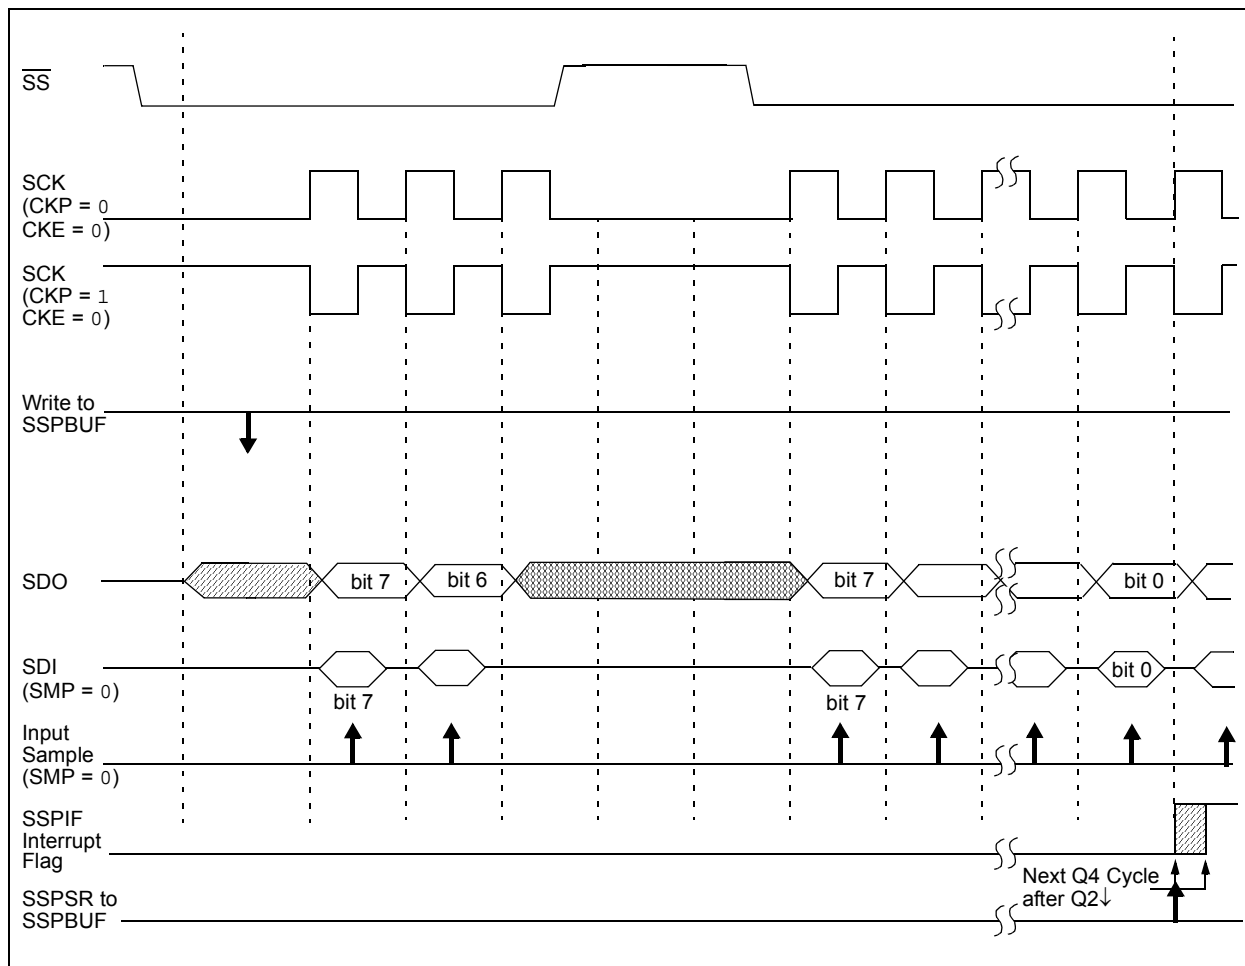 SS
SCK
(CKP = 0
CKE = 0)
SCK
(CKP = 1
CKE = 0)
Write to
SSPBUF
SDO
bit 7
bit 6
bit 7
bit 0
SDI
(SMP = 0)
bit 7
bit 7
bit 0
Input
Sample
(SMP = 0)
SSPIF
Interrupt
Flag
Next Q4 Cycle
after Q2↓
SSPSR to
SSPBUF